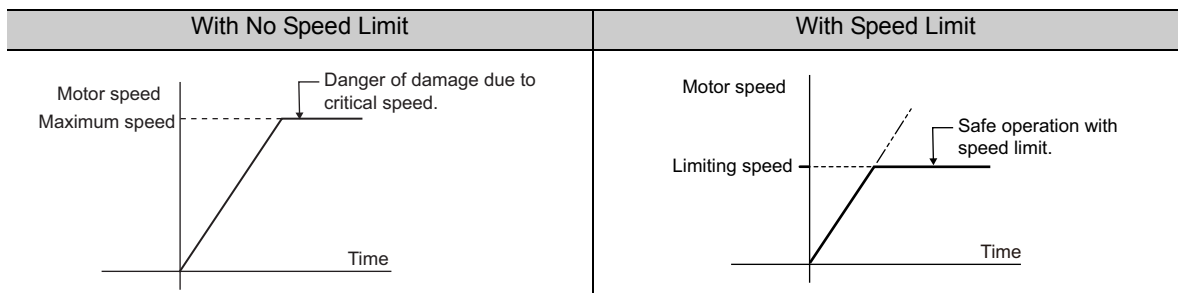 With No Speed Limit
With Speed Limit
Motor speed
Maximum speed
Danger of damage due to
critical speed.
Time
Motor speed
Limiting speed
Safe operation with
speed limit.
Time